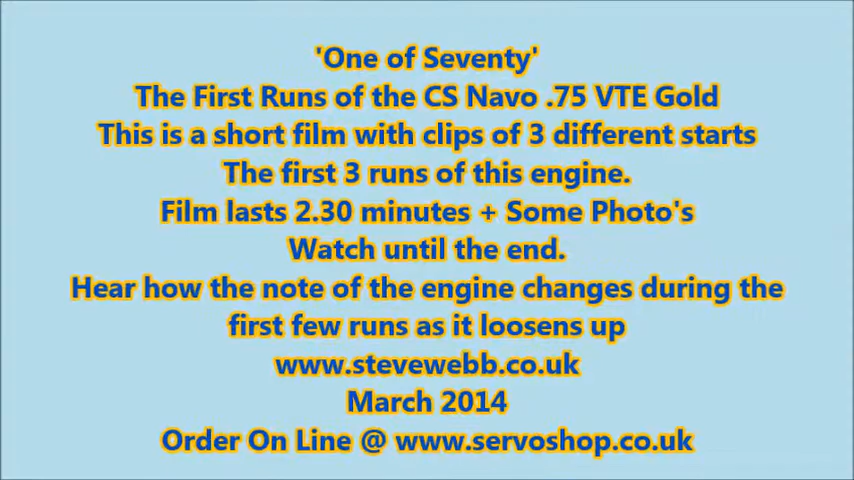 'One of Seventy'
The First Runs of the CS Navo .75 VTE Gold
This is a short film with clips of 3 different starts
The first 3 runs of this engine.
Film lasts 2.30 minutes + Some Photo's
Watch until the end.
Hear how the note of the engine changes during the
first few runs as it loosens up
www.stevewebb.co.uk
March 2014
Order On Line @ www.servoshop.co.uk